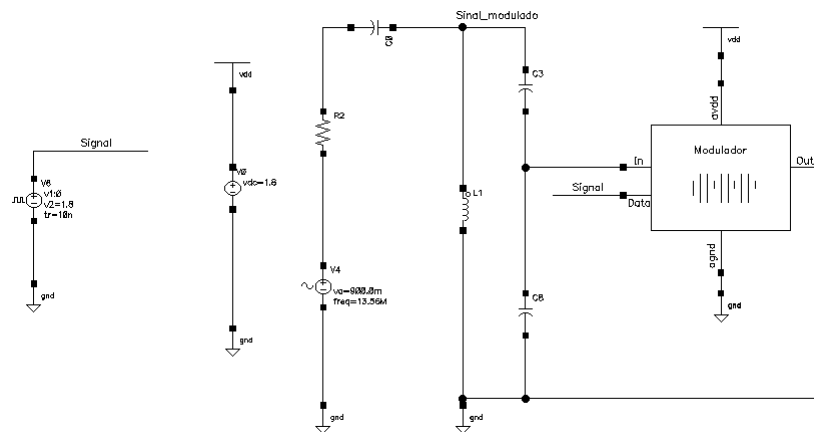 Signal
V6
v1:0
v2=1.8
tr=10n
gnd
vdd
V0
vdc=1.8
gnd
C0
Sinal_modulado
R2
V4
va=900.0m
freq=13.56M
gnd
L1
gnd
C3
C6
vdd
avdd
Modulador
In
Out
Signal
Data
agnd
gnd